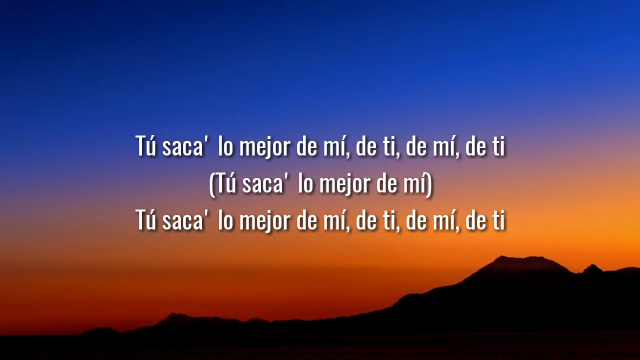 Tú saca' lo mejor de mí, de ti, de mí, de ti
(Tú saca' lo mejor de mí)
Tú saca' lo mejor de mí, de ti, de mí, de ti